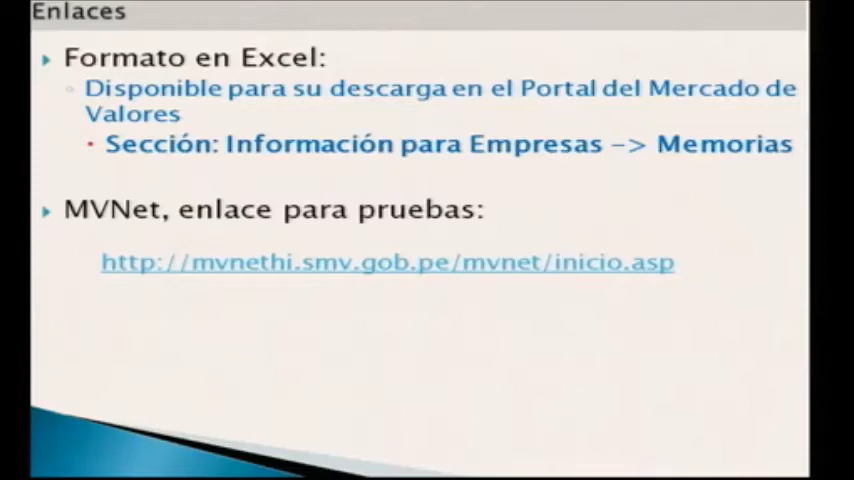 Enlaces
Formato en Excel:
Disponible para su descarga en el Portal del Mercado de
Valores
Sección: Información para Empresas -> Memorias
MVNet, enlace para pruebas:
http://mvnethi.smv.gob.pe/mvnet/inicio.asp